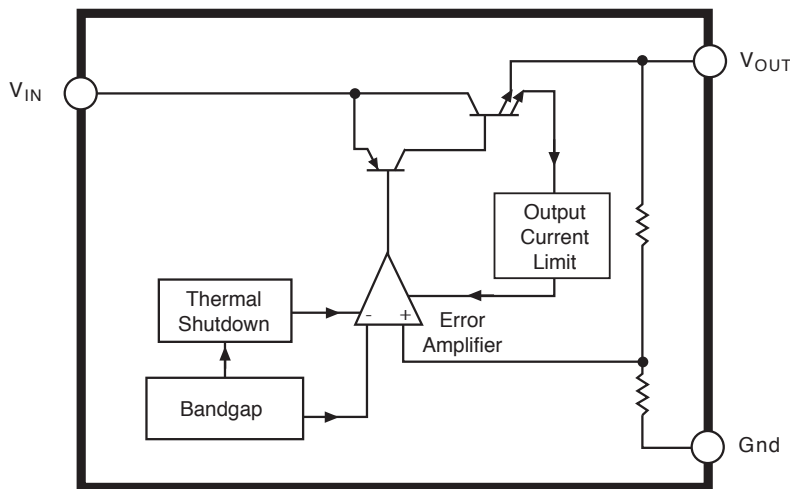 V_IN
V_OUT
Output
Current
Limit
Thermal
Shutdown
-
+
Error
Amplifier
Bandgap
Gnd